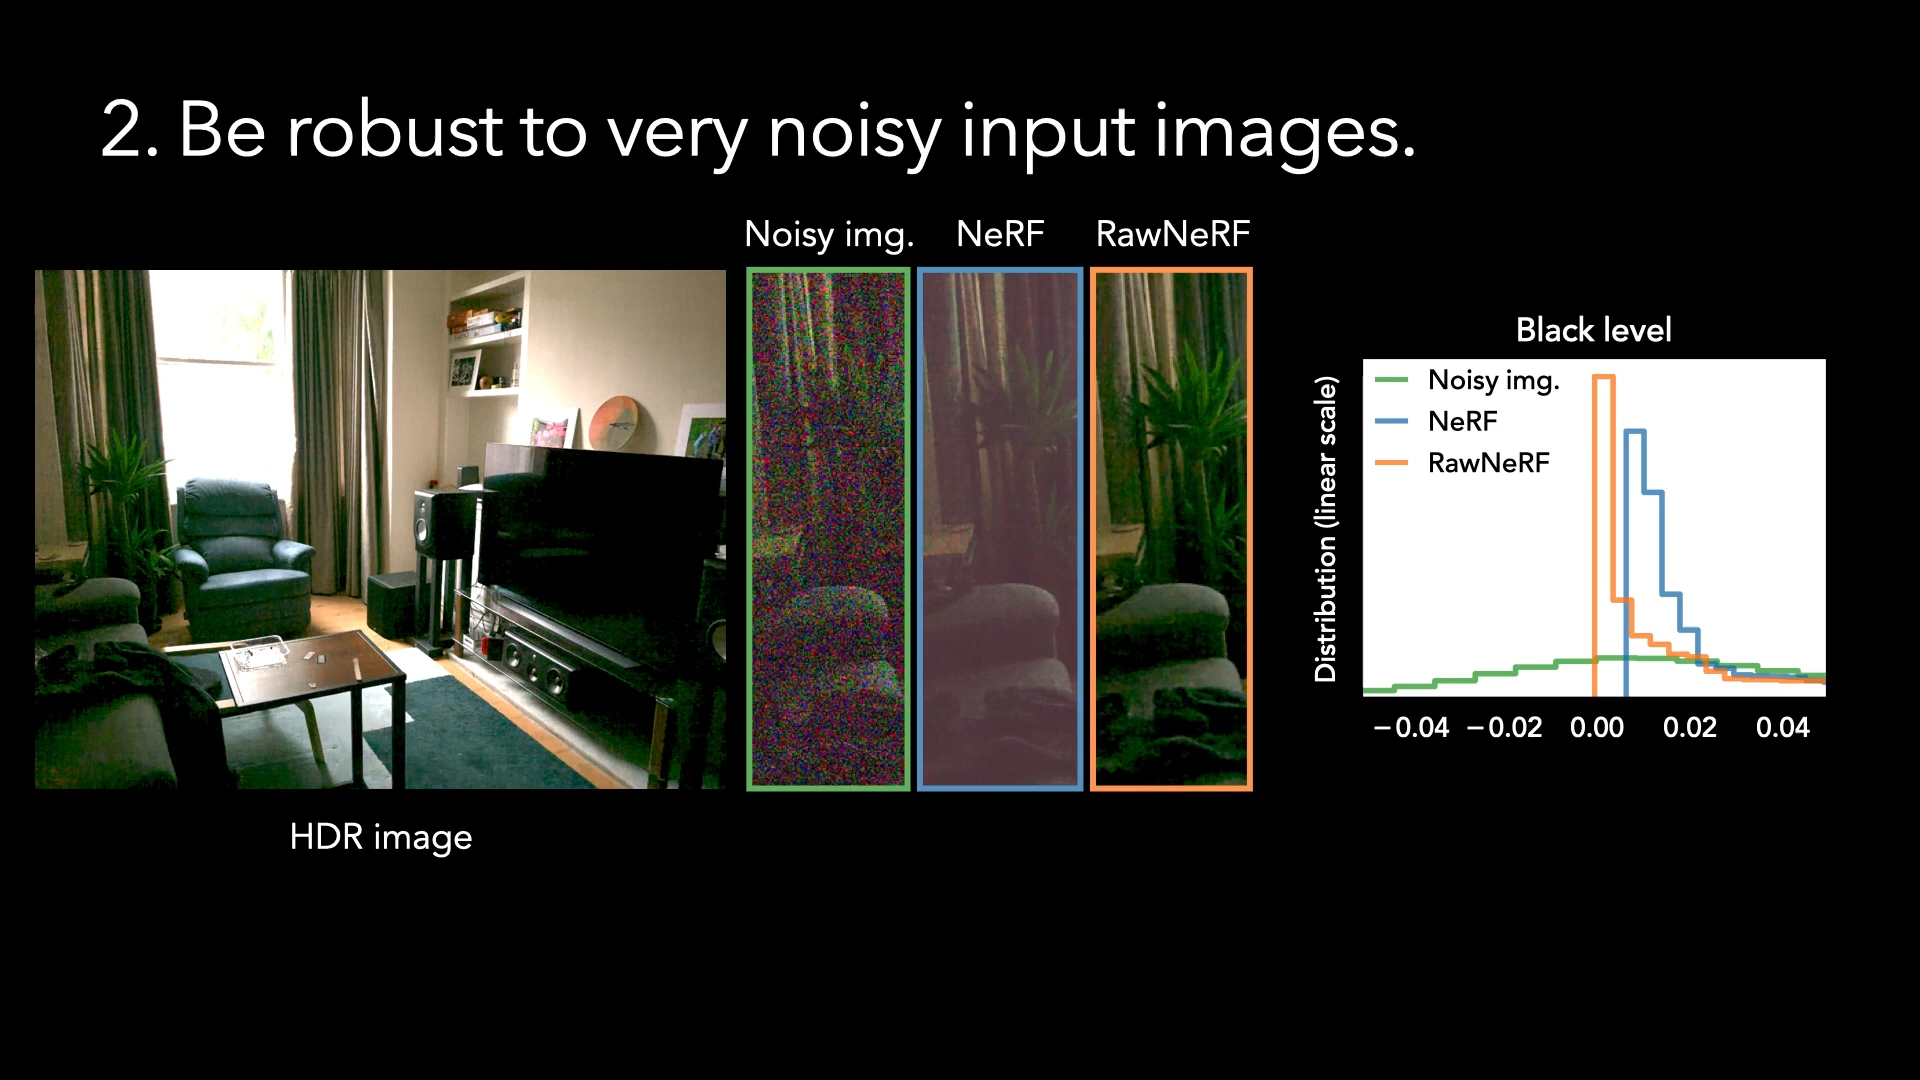 2. Be robust to very noisy input images.
Noisy img. NeRF RawNeRF
HDR image
Black level
Distribution (linear scale)
Noisy img.
NeRF
RawNeRF
−0.04 −0.02 0.00 0.02 0.04